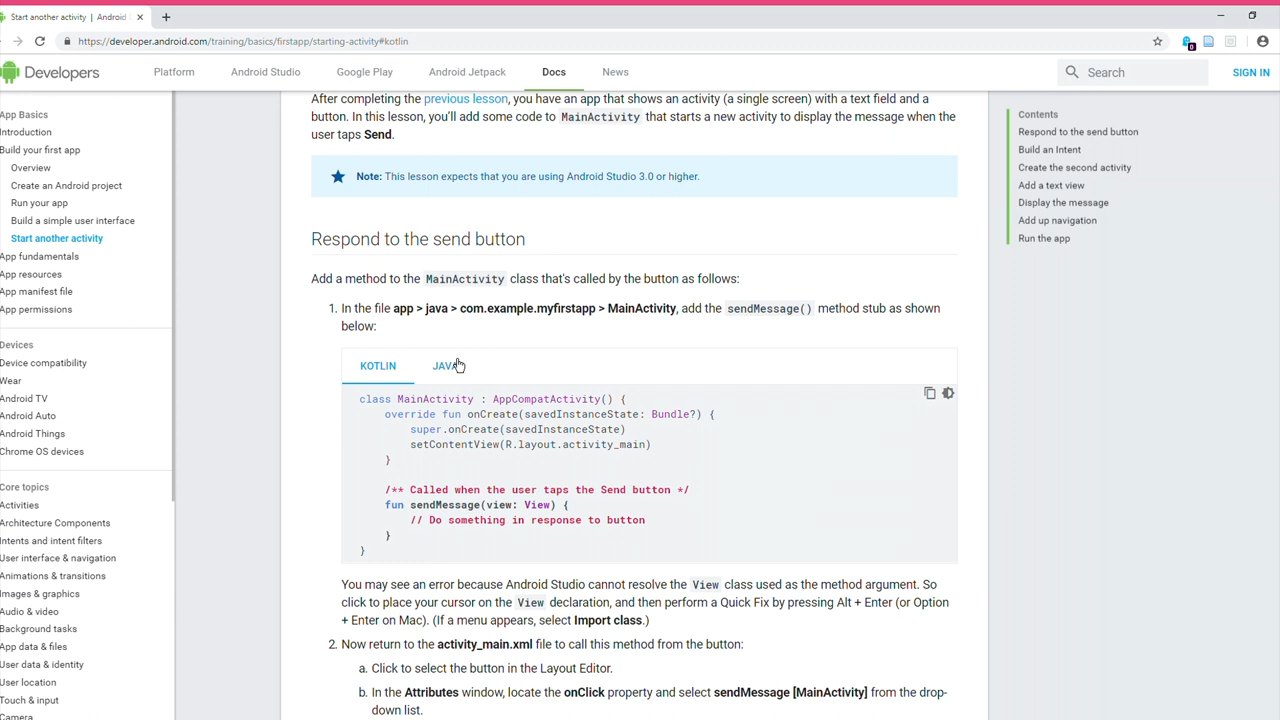 Start another activity | Android
https://developer.android.com/training/basics/firstapp/starting-activity#kotlin
0
Developers
Platform
Android Studio
Google Play
Android Jetpack
Docs
News
Search
SIGN IN
App Basics
Introduction
Build your first app
Overview
Create an Android project
Run your app
Build a simple user interface
Start another activity
App fundamentals
App resources
App manifest file
App permissions
Devices
Device compatibility
Wear
Android TV
Android Auto
Android Things
Chrome OS devices
Core topics
Activities
Architecture Components
Intents and intent filters
User interface & navigation
Animations & transitions
Images & graphics
Audio & video
Background tasks
App data & files
User data & identity
User location
Touch & input
Camera
After completing the previous lesson, you have an app that shows an activity (a single screen) with a text field and a
button. In this lesson, you'll add some code to MainActivity that starts a new activity to display the message when the
user taps Send.
Note: This lesson expects that you are using Android Studio 3.0 or higher.
Respond to the send button
Add a method to the MainActivity class that's called by the button as follows:
1. In the file app > java > com.example.myfirstapp > MainActivity, add the sendMessage() method stub as shown
below:
KOTLIN
JAVA
class MainActivity : AppCompatActivity() {
override fun onCreate(savedInstanceState: Bundle?) {
super.onCreate(savedInstanceState)
setContentView(R.layout.activity_main)
}
/** Called when the user taps the Send button */
fun sendMessage(view: View) {
// Do something in response to button
}
}
You may see an error because Android Studio cannot resolve the View class used as the method argument. So
click to place your cursor on the View declaration, and then perform a Quick Fix by pressing Alt + Enter (or Option
+ Enter on Mac). (If a menu appears, select Import class.)
2. Now return to the activity_main.xml file to call this method from the button:
a. Click to select the button in the Layout Editor.
b. In the Attributes window, locate the onClick property and select sendMessage [MainActivity] from the drop-
down list.
Contents
Respond to the send button
Build an Intent
Create the second activity
Add a text view
Display the message
Add up navigation
Run the app